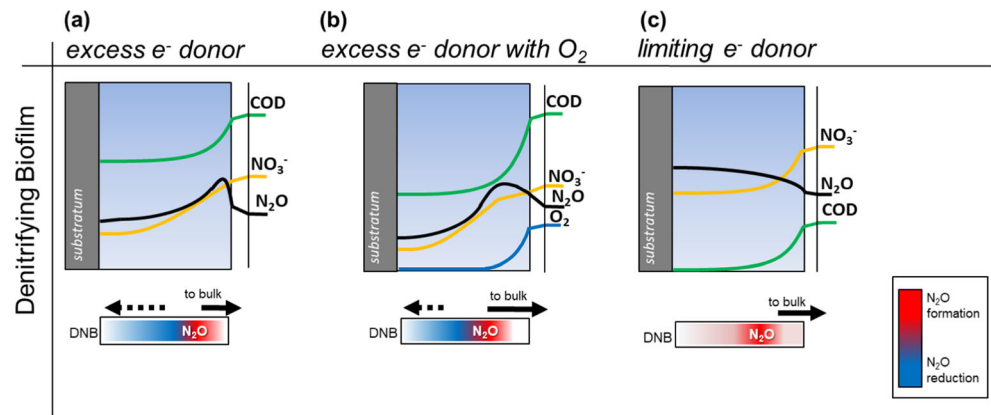 (a)
excess e- donor
(b)
excess e- donor with O2
(c)
limiting e- donor
Denitrifying Biofilm
substratum
COD
NO3-
N2O
to bulk
DNB
N2O
substratum
COD
NO3-
N2O
O2
to bulk
DNB
N2O
substratum
NO3-
N2O
COD
to bulk
DNB
N2O
N2O
formation
N2O
reduction